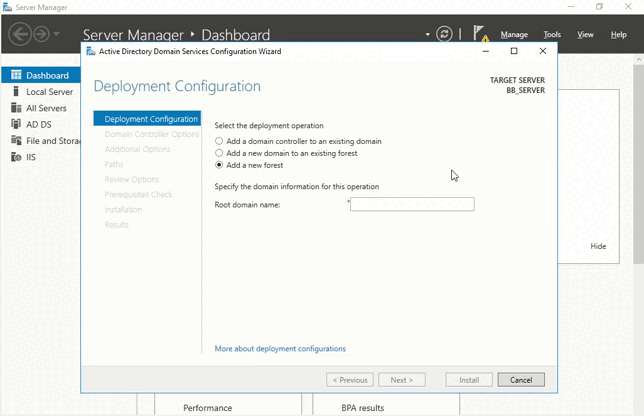 Server Manager
Server Manager • Dashboard
Manage Tools View Help
Dashboard
Local Server
All Servers
AD DS
File and Stora
IIS
Active Directory Domain Services Configuration Wizard
Deployment Configuration
TARGET SERVER
BB_SERVER
Deployment Configuration
Domain Controller Options
Additional Options
Paths
Review Options
Prerequisites Check
Installation
Results
Select the deployment operation
Add a domain controller to an existing domain
Add a new domain to an existing forest
Add a new forest
Specify the domain information for this operation
Root domain name:
*
More about deployment configurations
< Previous Next > Install Cancel
Hide
Performance
BPA results